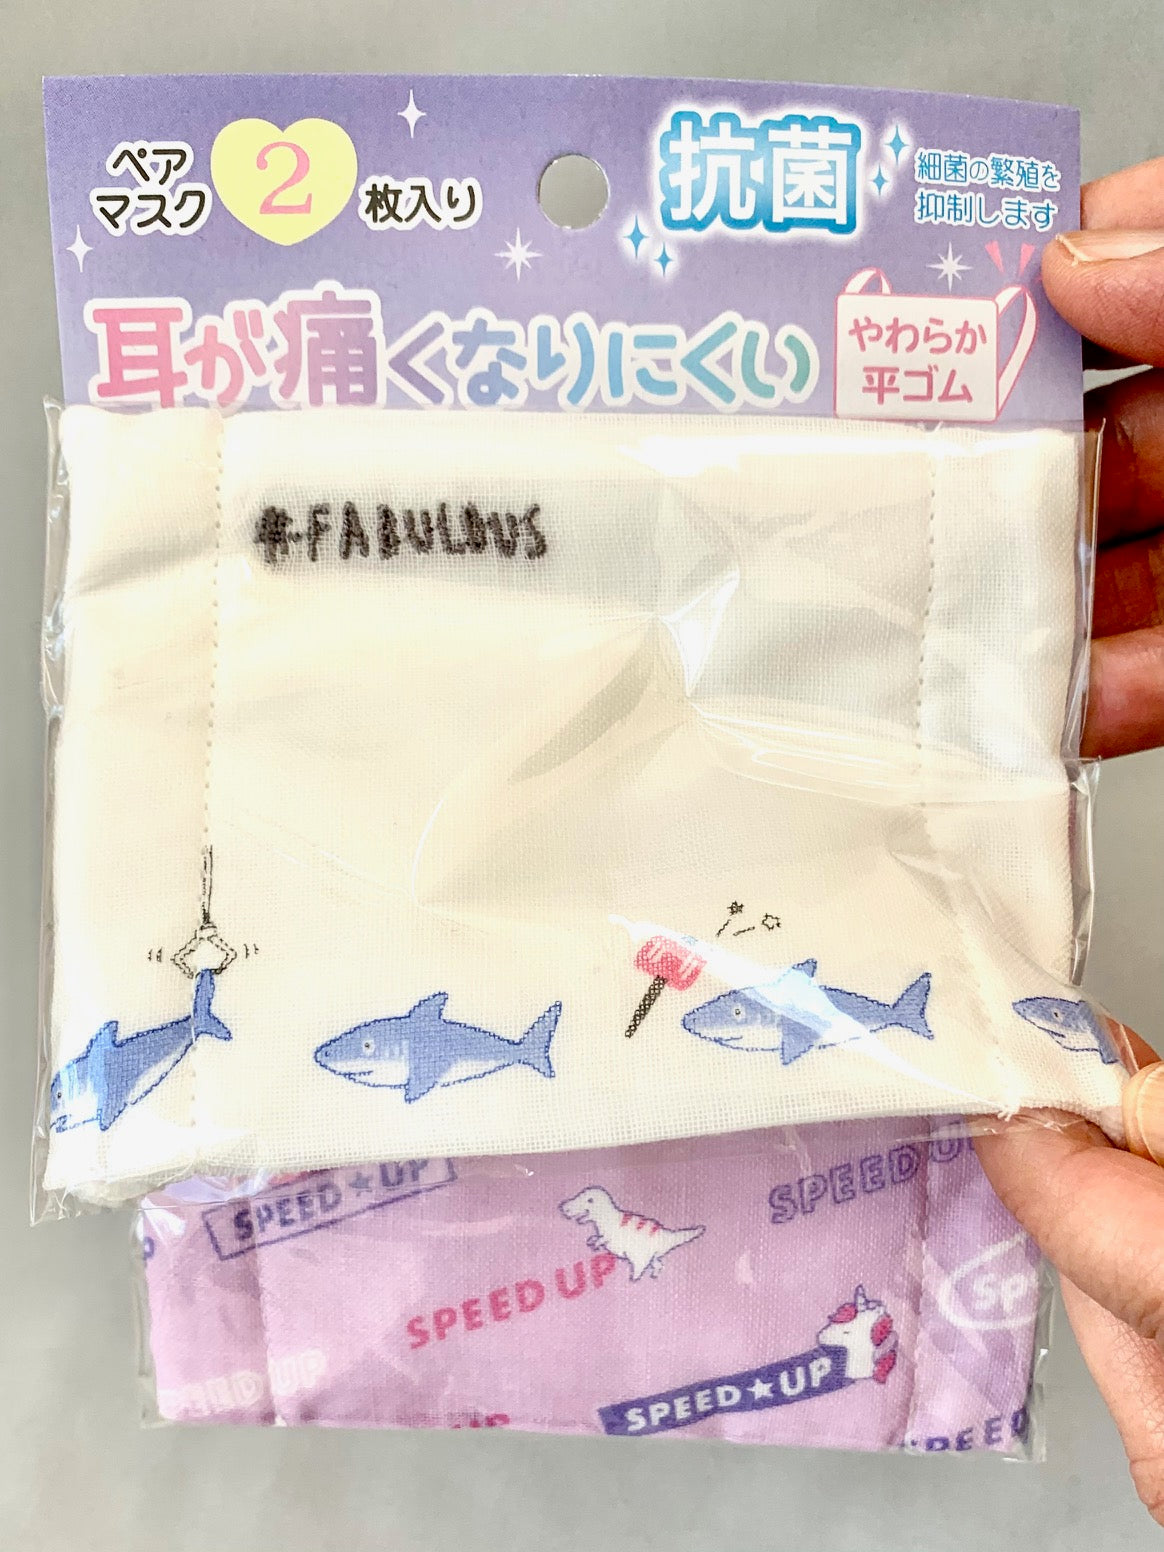 ペア
マスク
2
枚入り
抗菌
細菌の繁殖を
抑制します
耳が痛くなりにくい
やわらか
平ゴム
#FABULOUS
SPEED★UP
SPEED U
SPEED UP
Sp
SPEED★UP
UP
SPEED